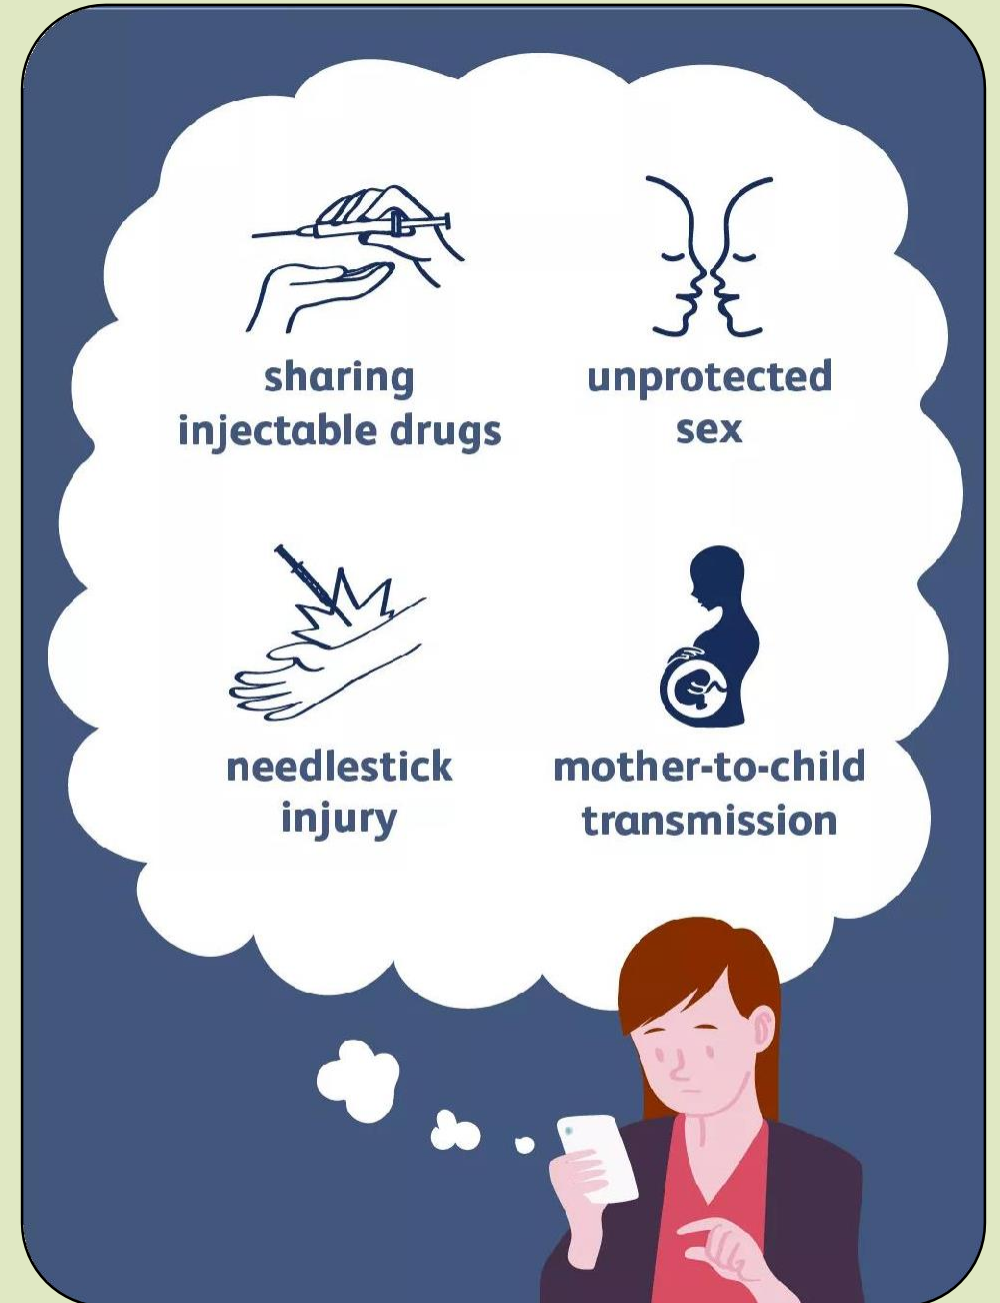 sharing
injectable drugs
unprotected
sex
needlestick
injury
mother-to-child
transmission